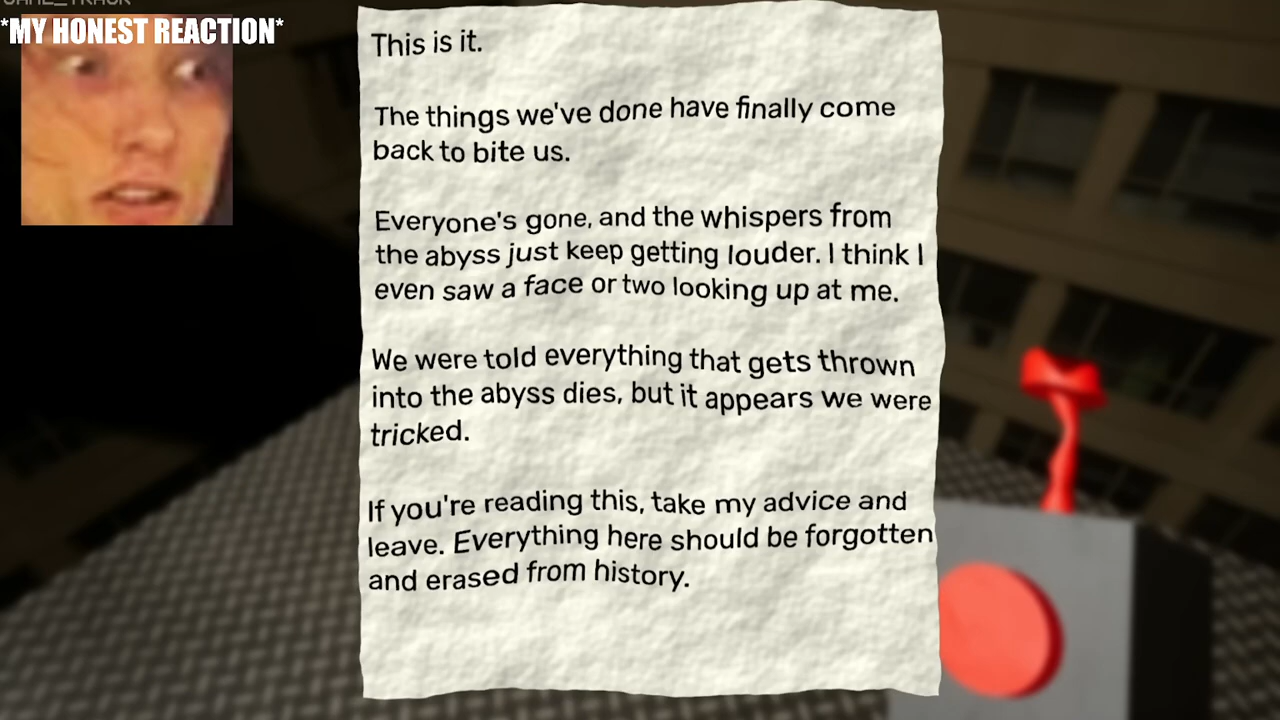 *MY HONEST REACTION*
This is it.
The things we've done have finally come
back to bite us.
Everyone's gone, and the whispers from
the abyss just keep getting louder. I think I
even saw a face or two looking up at me.
We were told everything that gets thrown
into the abyss dies, but it appears we were
tricked.
If you're reading this, take my advice and
leave. Everything here should be forgotten
and erased from history.